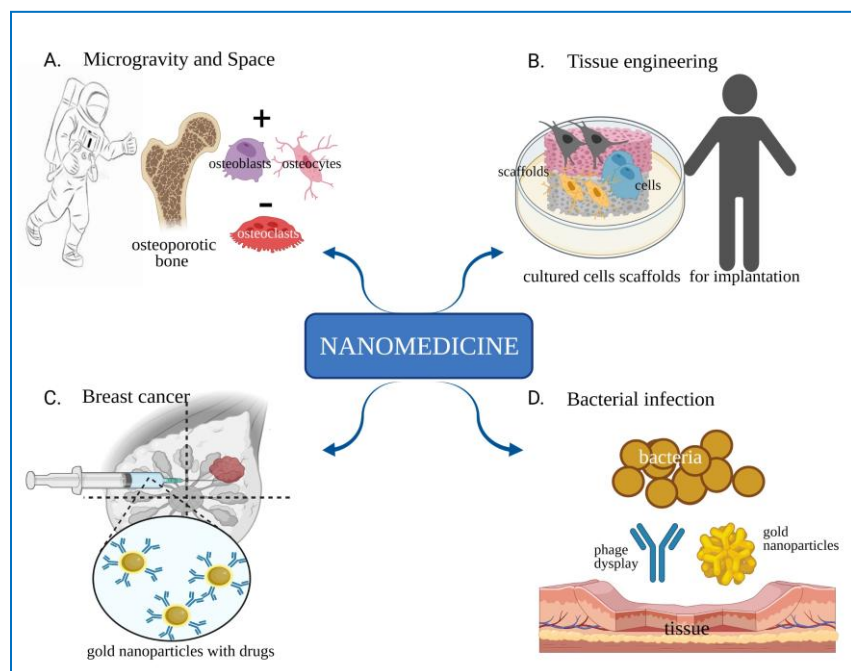 A. Microgravity and Space
+
osteoblasts osteocytes
-
osteoclasts
osteoporotic
bone
B. Tissue engineering
scaffolds
cells
cultured cells scaffolds for implantation
NANOMEDICINE
C. Breast cancer
gold nanoparticles with drugs
D. Bacterial infection
bacteria
phage
dysplay
gold
nanoparticles
tissue